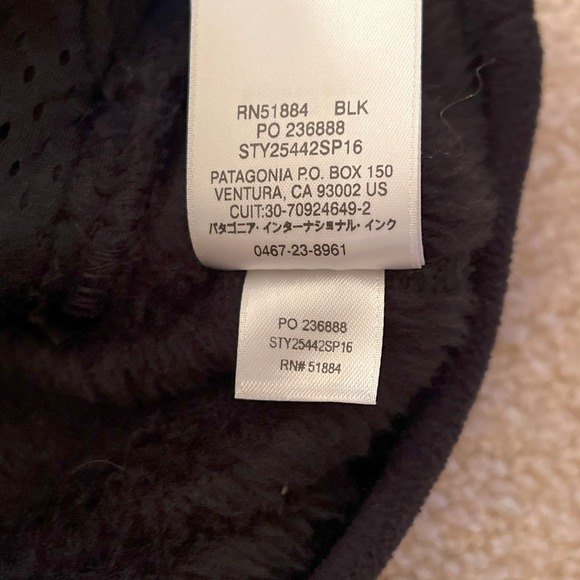 RN51884 BLK
PO 236888
STY25442SP16
PATAGONIA P.O. BOX 150
VENTURA, CA 93002 US
CUIT:30-70924649-2
パタゴニア・インターナショナル・インク
0467-23-8961
PO 236888
STY25442SP16
RN# 51884